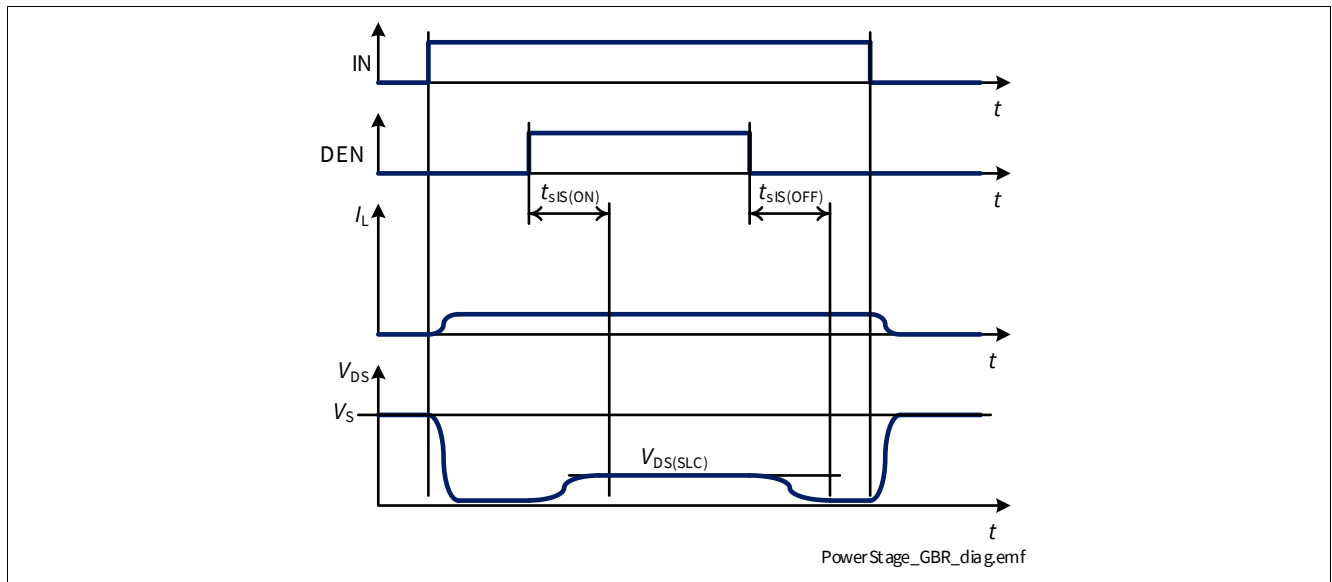 IN
t
DEN
t
tsIS(ON) tsIS(OFF)
IL
t
VDS
VS
VDS(SLC)
t
PowerStage_GBR_diag.emf